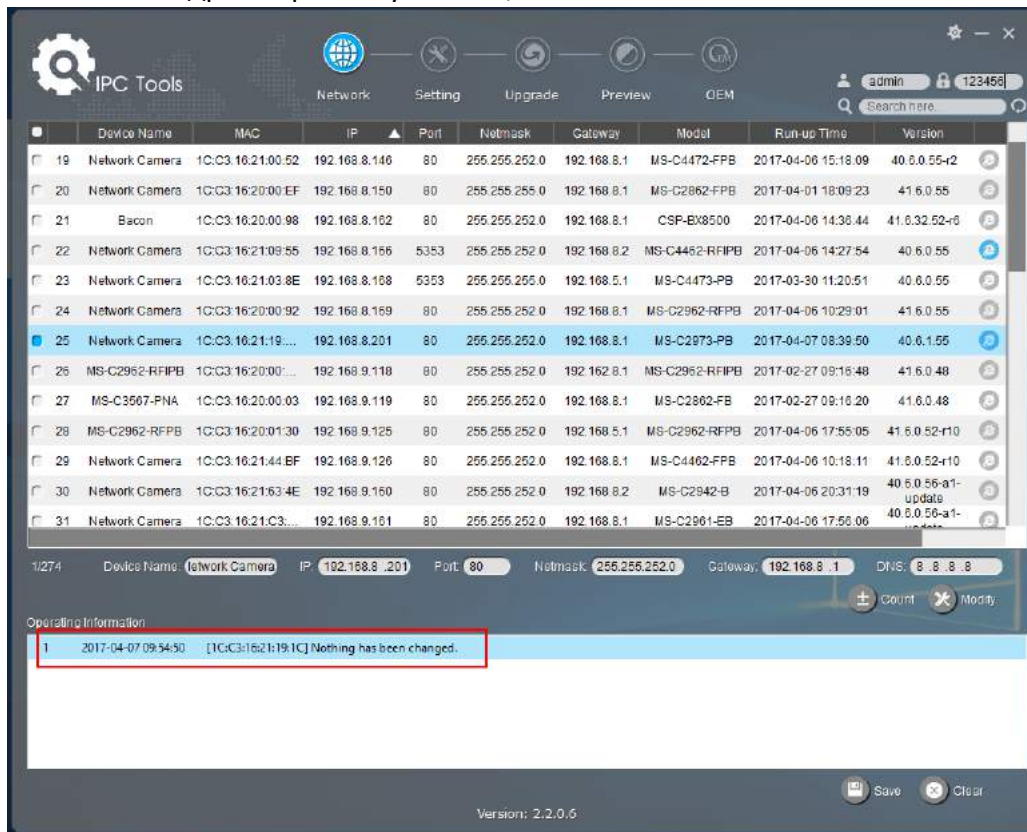 IPC Tools
Network Setting Upgrade Preview OEM
admin 123456
Search here.
Device Name MAC IP Port Netmask Gateway Model Run-up Time Version
19 Network Camera 1C:C3:16:21:00:52 192.168.8.146 80 255.255.252.0 192.168.8.1 MS-C4472-FPB 2017-04-06 15:18:09 40.6.0.55-r2
20 Network Camera 1C:C3:16:20:00:EF 192.168.8.150 80 255.255.255.0 192.168.8.1 MS-C2862-FPB 2017-04-01 18:09:23 41.6.0.55
21 Bacon 1C:C3:16:20:00:98 192.168.8.162 80 255.255.252.0 192.168.8.1 CSP-BX8500 2017-04-06 14:36:44 41.6.32.52-r6
22 Network Camera 1C:C3:16:21:09:55 192.168.8.166 5353 255.255.252.0 192.168.8.2 MS-C4462-RFIPB 2017-04-06 14:27:54 40.6.0.55
23 Network Camera 1C:C3:16:21:03:8E 192.168.8.168 5353 255.255.255.0 192.168.5.1 MS-C4473-PB 2017-03-30 11:20:51 40.6.0.55
24 Network Camera 1C:C3:16:20:00:92 192.168.8.169 80 255.255.252.0 192.168.8.1 MS-C2962-RFPB 2017-04-06 10:29:01 41.6.0.55
25 Network Camera 1C:C3:16:21:19:... 192.168.8.201 80 255.255.252.0 192.168.8.1 MS-C2973-PB 2017-04-07 08:39:50 40.6.1.55
26 MS-C2962-RFIPB 1C:C3:16:20:00:... 192.168.9.118 80 255.255.252.0 192.162.8.1 MS-C2962-RFIPB 2017-02-27 09:16:48 41.6.0.48
27 MS-C3567-PNA 1C:C3:16:20:00:03 192.168.9.119 80 255.255.252.0 192.168.8.1 MS-C2862-FB 2017-02-27 09:16:20 41.6.0.48
28 MS-C2962-RFPB 1C:C3:16:20:01:30 192.168.9.125 80 255.255.252.0 192.168.5.1 MS-C2962-RFPB 2017-04-06 17:55:05 41.6.0.52-r10
29 Network Camera 1C:C3:16:21:44:BF 192.168.9.126 80 255.255.252.0 192.168.8.1 MS-C4462-FPB 2017-04-06 10:18:11 41.6.0.52-r10
30 Network Camera 1C:C3:16:21:63:4E 192.168.9.160 80 255.255.252.0 192.168.8.2 MS-C2942-B 2017-04-06 20:31:19 40.6.0.56-a1-
update
31 Network Camera 1C:C3:16:21:C3:... 192.168.9.161 80 255.255.252.0 192.168.8.1 MS-C2961-EB 2017-04-06 17:56:06 40.6.0.56-a1-
1/274 Device Name: letwork Camera IP: 192.168.8 .201 Port: 80 Netmask: 255.255.252.0 Gateway: 192.168.8 .1 DNS: 8 .8 .8 .8
Count Modify
Operating Information
1 2017-04-07 09:54:50 [1C:C3:16:21:19:1C] Nothing has been changed.
Save Clear
Version: 2.2.0.6